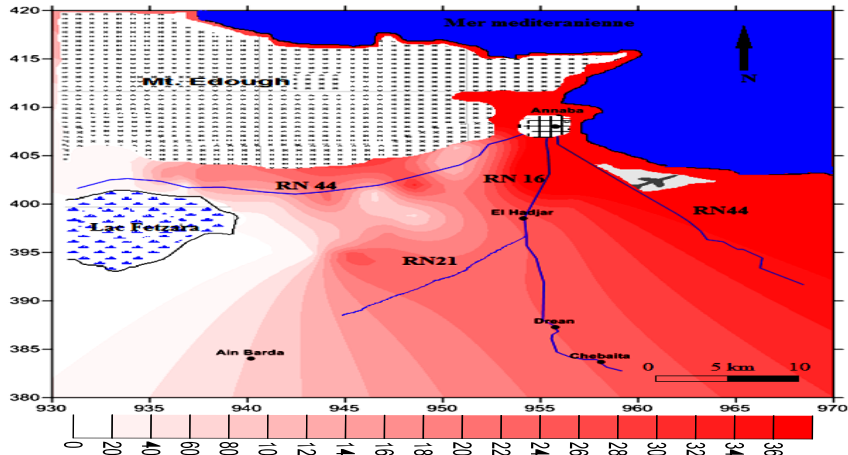 420
Mer mediteranienne
415
Mt. Edough
N
410
Annaba
405
RN 44
RN 16
400
RN44
El Hadjar
Lac Fetzara
395
RN21
390
Drean
385
Ain Barda
Chebaita
0 5 km 10
380
930 935 940 945 950 955 960 965 970
0 20 40 60 80 10 12 14 16 18 20 22 24 26 28 30 32 34 36